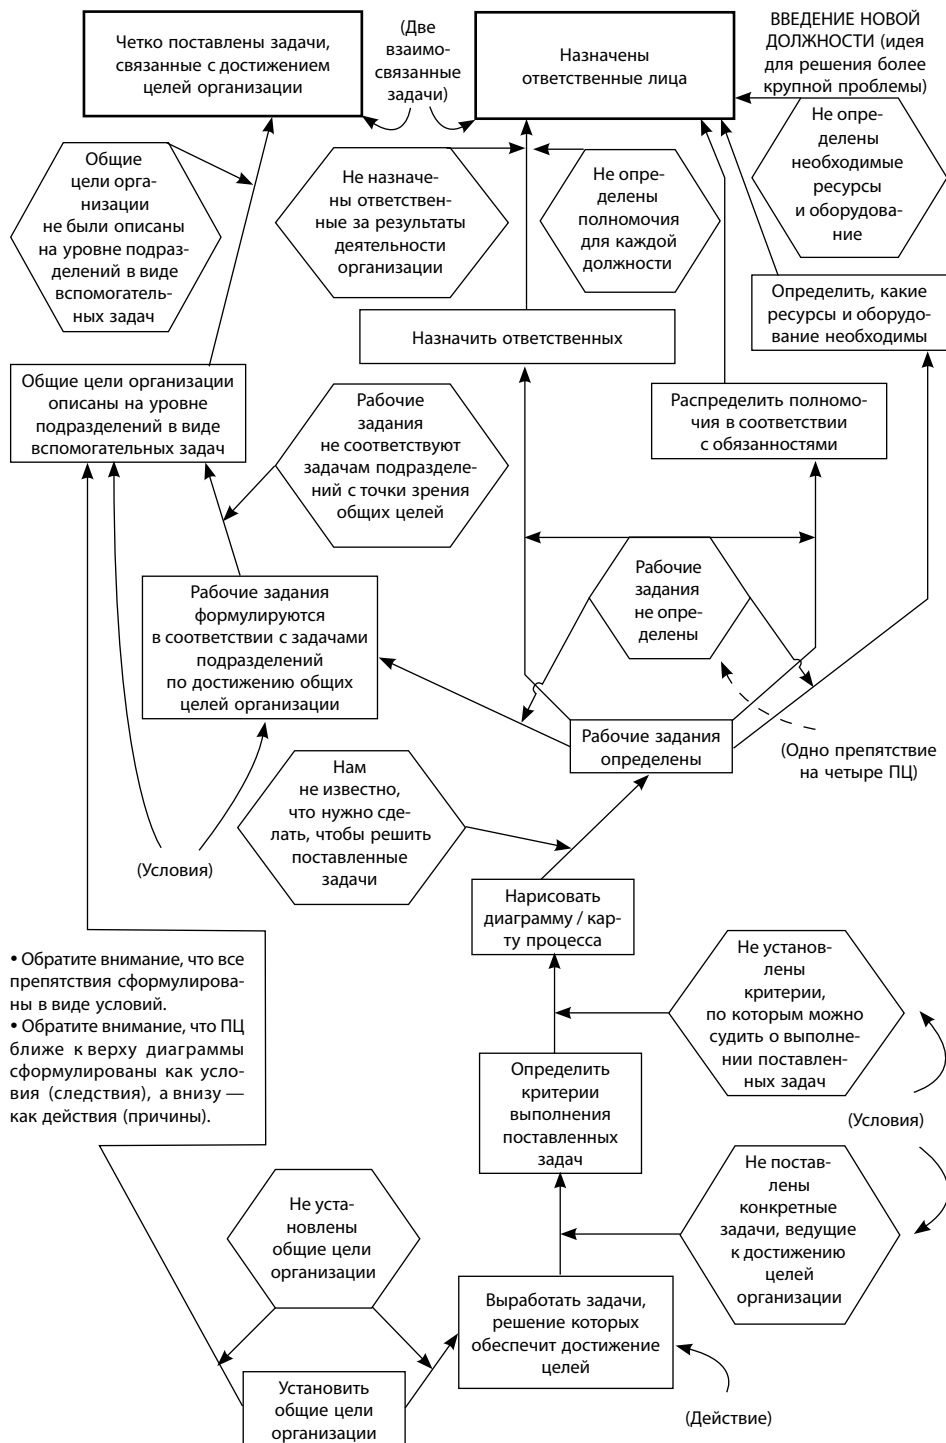 Четко поставлены задачи,
связанные с достижением
целей организации
(Две
взаимо-
связанные
задачи)
Назначены
ответственные лица
ВВЕДЕНИЕ НОВОЙ
ДОЛЖНОСТИ (идея
для решения более
крупной проблемы)
Общие
цели орга-
низации
не были описаны
на уровне подраз-
делений в виде
вспомогатель-
ных задач
Не назначе-
ны ответствен-
ные за результаты
деятельности
организации
Не опре-
делены
полномочия
для каждой
должности
Не опре-
делены
необходимые
ресурсы
и оборудова-
ние
Назначить ответственных
Определить, какие
ресурсы и оборудо-
вание необходимы
Общие цели организации
описаны на уровне
подразделений в виде
вспомогательных задач
Рабочие
задания
не соответствуют
задачам подразделе-
ний с точки зрения
общих целей
Распределить полномо-
чия в соответствии
с обязанностями
Рабочие задания
формулируются
в соответствии с задачами
подразделений
по достижению общих
целей организации
Рабочие
задания
не опре-
делены
Рабочие задания
определены
(Одно препятствие
на четыре ПЦ)
Нам
не известно,
что нужно сде-
лать, чтобы решить
поставленные
задачи
(Условия)
Нарисовать
диаграмму / кар-
ту процесса
• Обратите внимание, что все
препятствия сформулирова-
ны в виде условий.
• Обратите внимание, что ПЦ
ближе к верху диаграммы
сформулированы как усло-
вия (следствия), а внизу —
как действия (причины).
Не установ-
лены
критерии,
по которым можно
судить о выполне-
нии поставлен-
ных задач
Определить
критерии
выполнения
поставленных
задач
(Условия)
Не поста-
влены
конкретные
задачи, ведущие
к достижению
целей
организации
Не уста-
новлены
общие цели
организации
Выработать задачи,
решение которых
обеспечит достижение
целей
Установить
общие цели
организации
(Действие)